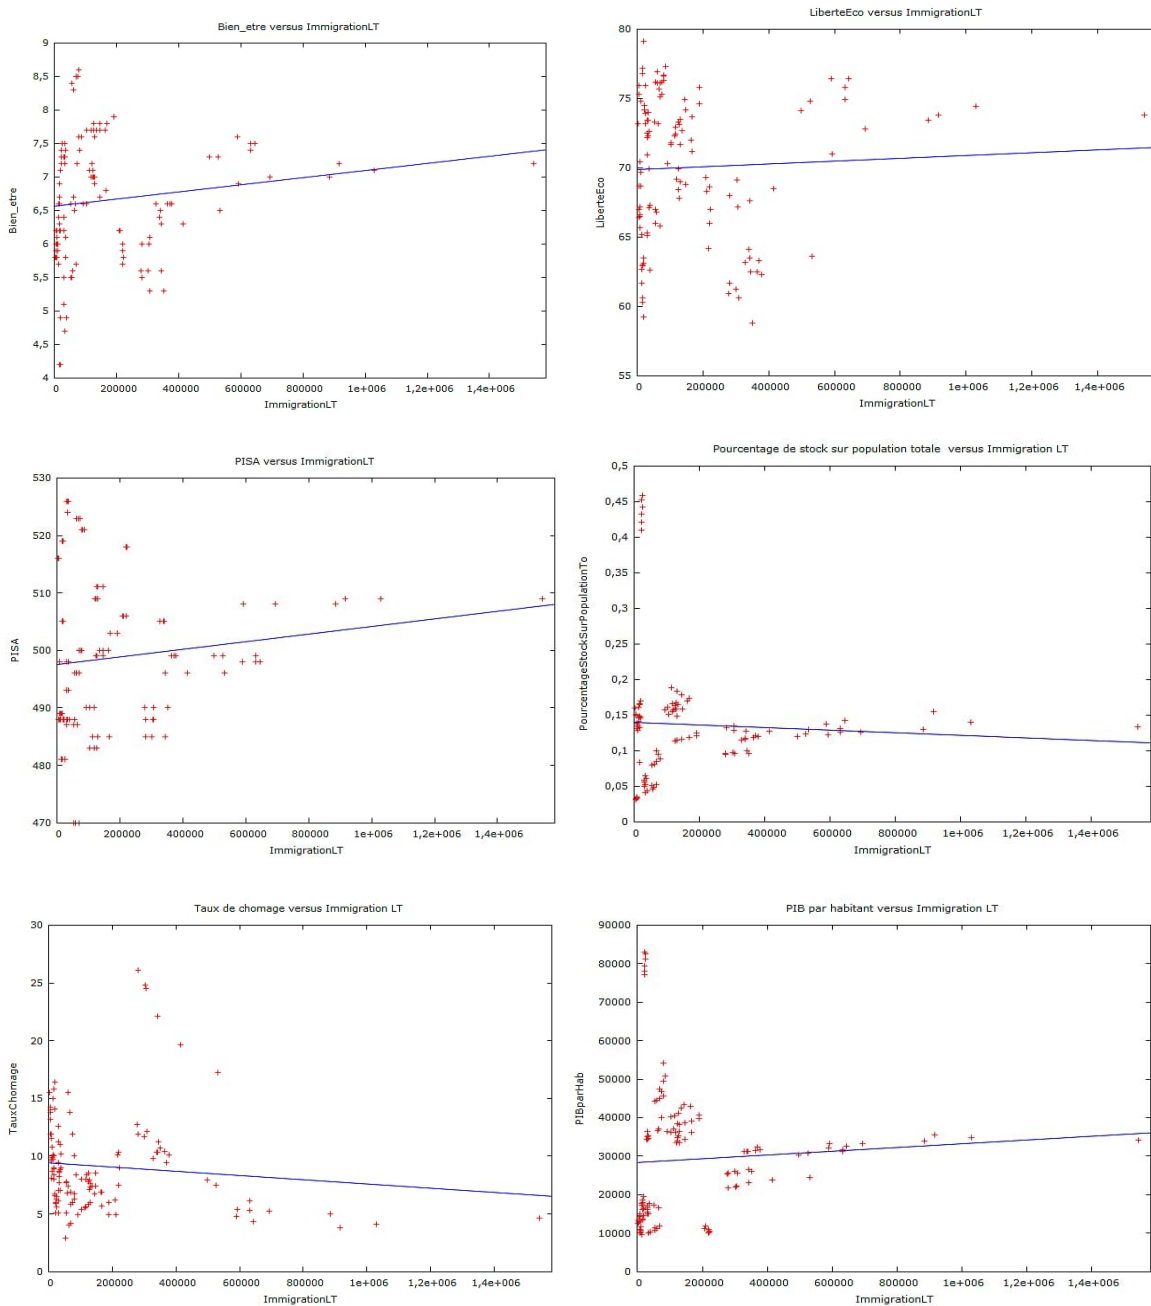 Bien_etre versus ImmigrationLT
9
8,5
8
7,5
7
6,5
6
5,5
5
4,5
4
Bien_etre
0 200000 400000 600000 800000 1e+006 1,2e+006 1,4e+006
ImmigrationLT
LiberteEco versus ImmigrationLT
80
75
70
65
60
55
LiberteEco
0 200000 400000 600000 800000 1e+006 1,2e+006 1,4e+006
ImmigrationLT
PISA versus ImmigrationLT
530
520
510
500
490
480
470
PISA
0 200000 400000 600000 800000 1e+006 1,2e+006 1,4e+006
ImmigrationLT
Pourcentage de stock sur population totale versus Immigration LT
0,5
0,45
0,4
0,35
0,3
0,25
0,2
0,15
0,1
0,05
0
PourcentageStockSurPopulationTo
0 200000 400000 600000 800000 1e+006 1,2e+006 1,4e+006
ImmigrationLT
Taux de chomage versus Immigration LT
30
25
20
15
10
5
0
TauxChomage
0 200000 400000 600000 800000 1e+006 1,2e+006 1,4e+006
ImmigrationLT
PIB par habitant versus Immigration LT
90000
80000
70000
60000
50000
40000
30000
20000
10000
0
PIBparHab
0 200000 400000 600000 800000 1e+006 1,2e+006 1,4e+006
ImmigrationLT